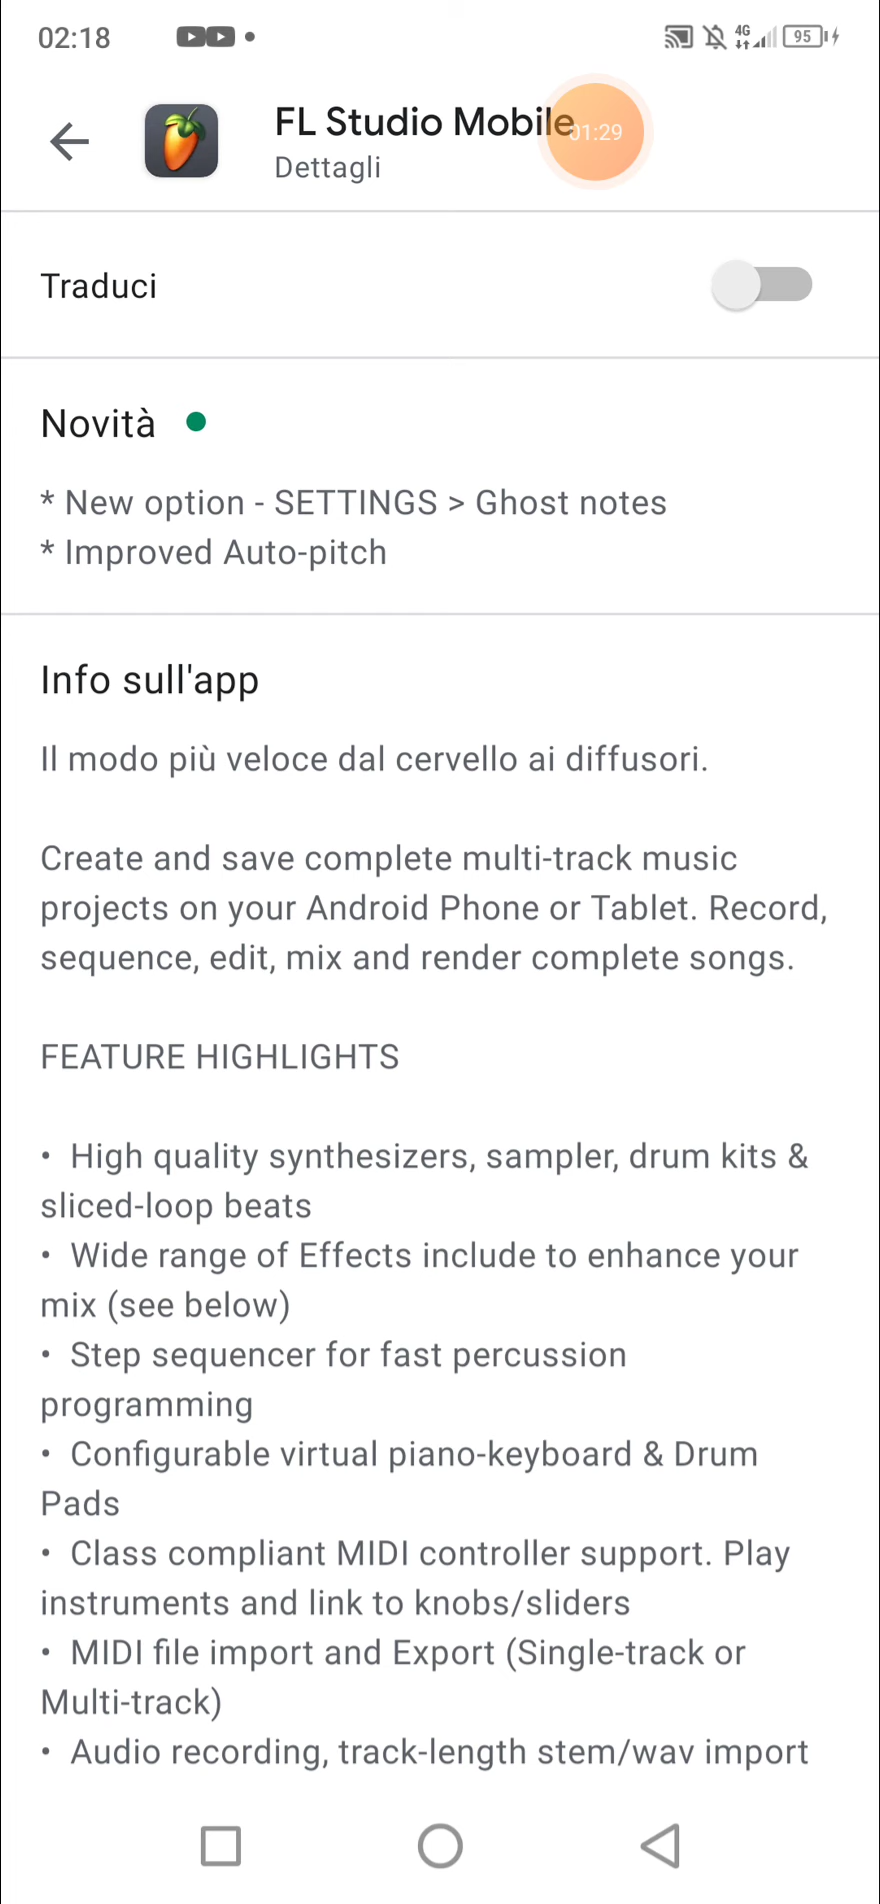 02:18
4G
95
FL Studio Mobile
01:29
Dettagli
Traduci
Novità
* New option - SETTINGS > Ghost notes
* Improved Auto-pitch
Info sull'app
Il modo più veloce dal cervello ai diffusori.
Create and save complete multi-track music
projects on your Android Phone or Tablet. Record,
sequence, edit, mix and render complete songs.
FEATURE HIGHLIGHTS
• High quality synthesizers, sampler, drum kits &
sliced-loop beats
• Wide range of Effects include to enhance your
mix (see below)
• Step sequencer for fast percussion
programming
• Configurable virtual piano-keyboard & Drum
Pads
• Class compliant MIDI controller support. Play
instruments and link to knobs/sliders
• MIDI file import and Export (Single-track or
Multi-track)
• Audio recording, track-length stem/wav import